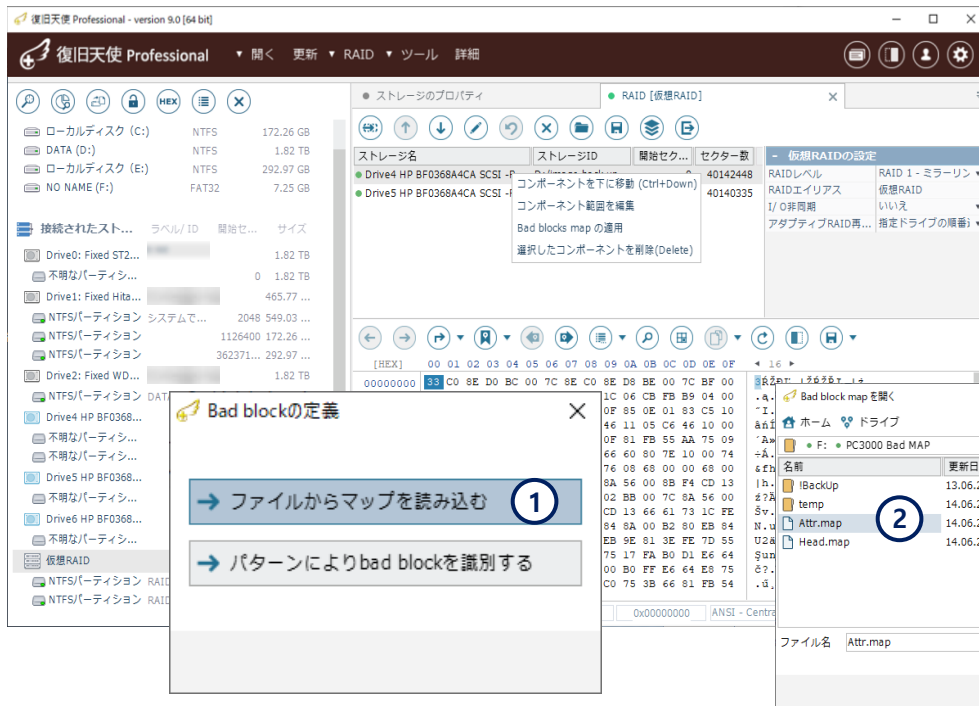 復旧天使 Professional - version 9.0 [64 bit]
復旧天使 Professional ▼ 開く 更新 ▼ RAID ▼ ツール 詳細
HEX
ローカルディスク (C:) NTFS 172.26 GB
DATA (D:) NTFS 1.82 TB
ローカルディスク (E:) NTFS 292.97 GB
NO NAME (F:) FAT32 7.25 GB
接続されたスト... ラベル/ ID 開始セ... サイズ
Drive0: Fixed ST2... 1.82 TB
不明なパーティシ... 0 1.82 TB
Drive1: Fixed Hita... 465.77 ...
NTFSパーティション システムで... 2048 549.03 ...
NTFSパーティション 1126400 172.26 ...
NTFSパーティション 362371... 292.97 ...
Drive2: Fixed WD... 1.82 TB
NTFSパーティション DATA
Drive4 HP BF0368...
不明なパーティシ...
不明なパーティシ...
Drive5 HP BF0368...
不明なパーティシ...
Drive6 HP BF0368...
不明なパーティシ...
仮想RAID
NTFSパーティション RAID
NTFSパーティション RAID
ストレージのプロパティ
RAID [仮想RAID]
ストレージ名 ストレージID 開始セク... セクター数
Drive4 HP BF0368A4CA SCSI 0 40142448
Drive5 HP BF0368A4CA SCSI 40140335
コンポーネントを下に移動 (Ctrl+Down)
コンポーネント範囲を編集
Bad blocks map の適用
選択したコンポーネントを削除(Delete)
- 仮想RAIDの設定
RAIDレベル RAID 1 - ミラーリン
RAIDエイリアス 仮想RAID
I/ O非同期 いいえ
アダプティブRAID再... 指定ドライブの順番
[HEX] 00 01 02 03 04 05 06 07 08 09 0A 0B 0C 0D 0E 0F 16
00000000 33 C0 8E D0 BC 00 7C 8E C0 8E D8 BE 00 7C BF 00
1C 06 CB FB B9 04 00
0F 85 0E 01 83 C5 10
46 11 05 C6 46 10 00
0F 81 FB 55 AA 75 09
66 60 80 7E 10 00 74
76 08 68 00 00 68 00
8A 56 00 8B F4 CD 13
02 BB 00 7C 8A 56 00
CD 13 66 61 73 1C FE
84 8A 00 B2 80 EB 84
EB 9E 81 3E FE 7D 55
75 17 FA B0 D1 E6 64
00 B0 FF E6 64 E8 75
C0 75 3B 66 81 FB 54
0x00000000 ANSI - Centra
Bad blockの定義
ファイルからマップを読み込む 1
パターンによりbad blockを識別する
Bad block map を開く
ホーム ドライブ
F: PC3000 Bad MAP
名前 更新日
!BackUp 13.06.2
temp 14.06.2
Attr.map 14.06.2
Head.map 14.06.2
2
ファイル名 Attr.map